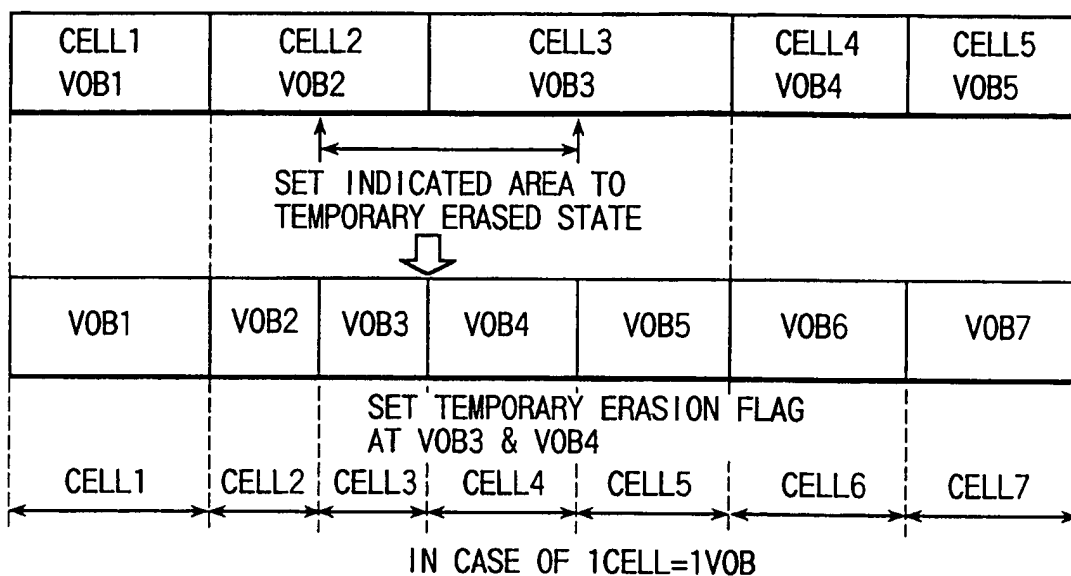 CELL1 CELL2 CELL3 CELL4 CELL5
VOB1 VOB2 VOB3 VOB4 VOB5
SET INDICATED AREA TO
TEMPORARY ERASED STATE
VOB1 VOB2 VOB3 VOB4 VOB5 VOB6 VOB7
SET TEMPORARY ERASION FLAG
AT VOB3 & VOB4
CELL1 CELL2 CELL3 CELL4 CELL5 CELL6 CELL7
IN CASE OF 1CELL=1VOB